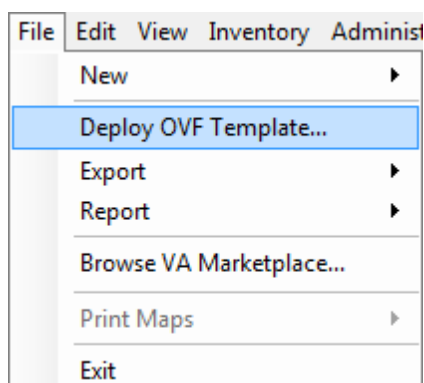 File Edit View Inventory
New
Deploy OVF Template...
Export
Report
Browse VA Marketplace...
Print Maps
Exit